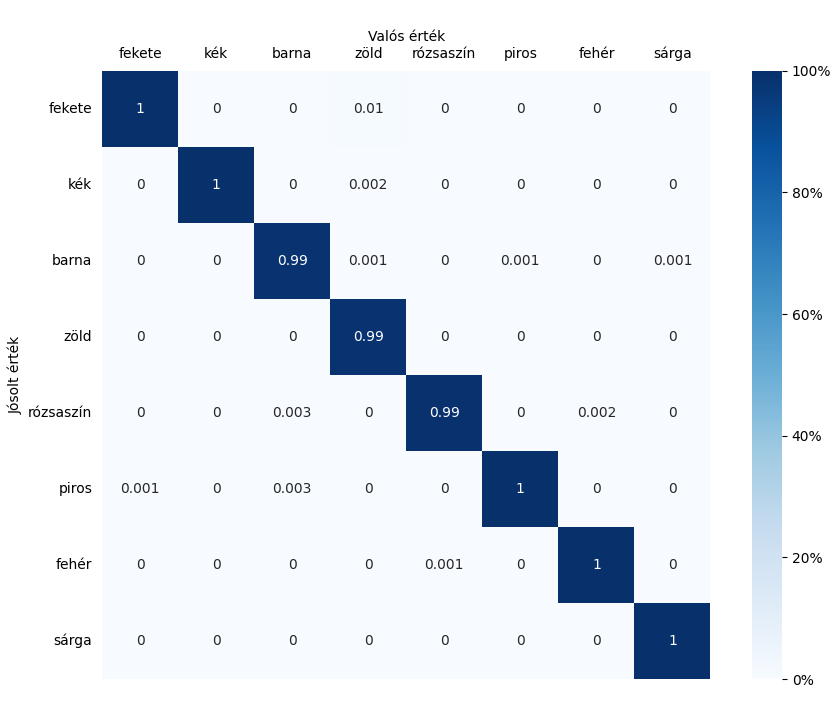 Valós érték
fekete kék barna zöld rózsaszín piros fehér sárga
100%
fekete 1 0 0 0.01 0 0 0 0
kék 0 1 0 0.002 0 0 0 0
80%
barna 0 0 0.99 0.001 0 0.001 0 0.001
60%
zöld 0 0 0 0.99 0 0 0 0
Jósolt érték
rózsaszín 0 0 0.003 0 0.99 0 0.002 0
40%
piros 0.001 0 0.003 0 0 1 0 0
20%
fehér 0 0 0 0 0.001 0 1 0
sárga 0 0 0 0 0 0 0 1
0%